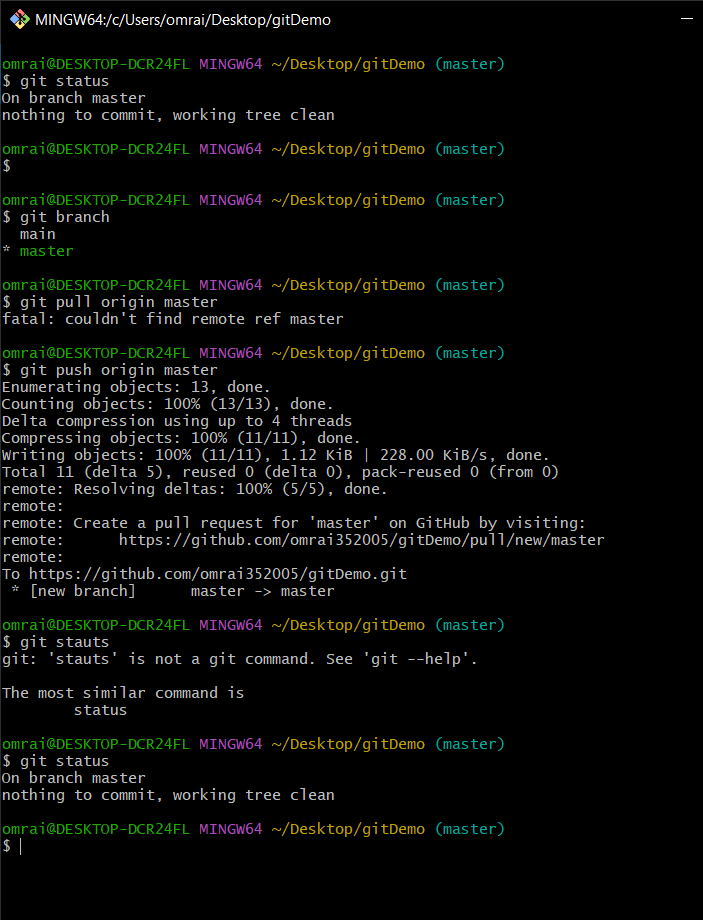 MINGW64:/c/Users/omrai/Desktop/gitDemo
omrai@DESKTOP-DCR24FL MINGW64 ~/Desktop/gitDemo (master)
$ git status
On branch master
nothing to commit, working tree clean
omrai@DESKTOP-DCR24FL MINGW64 ~/Desktop/gitDemo (master)
$
omrai@DESKTOP-DCR24FL MINGW64 ~/Desktop/gitDemo (master)
$ git branch
  main
* master
omrai@DESKTOP-DCR24FL MINGW64 ~/Desktop/gitDemo (master)
$ git pull origin master
fatal: couldn't find remote ref master
omrai@DESKTOP-DCR24FL MINGW64 ~/Desktop/gitDemo (master)
$ git push origin master
Enumerating objects: 13, done.
Counting objects: 100% (13/13), done.
Delta compression using up to 4 threads
Compressing objects: 100% (11/11), done.
Writing objects: 100% (11/11), 1.12 KiB | 228.00 KiB/s, done.
Total 11 (delta 5), reused 0 (delta 0), pack-reused 0 (from 0)
remote: Resolving deltas: 100% (5/5), done.
remote:
remote: Create a pull request for 'master' on GitHub by visiting:
remote:      https://github.com/omrai352005/gitDemo/pull/new/master
remote:
To https://github.com/omrai352005/gitDemo.git
 * [new branch]      master -> master
omrai@DESKTOP-DCR24FL MINGW64 ~/Desktop/gitDemo (master)
$ git stauts
git: 'stauts' is not a git command. See 'git --help'.
The most similar command is
        status
omrai@DESKTOP-DCR24FL MINGW64 ~/Desktop/gitDemo (master)
$ git status
On branch master
nothing to commit, working tree clean
omrai@DESKTOP-DCR24FL MINGW64 ~/Desktop/gitDemo (master)
$